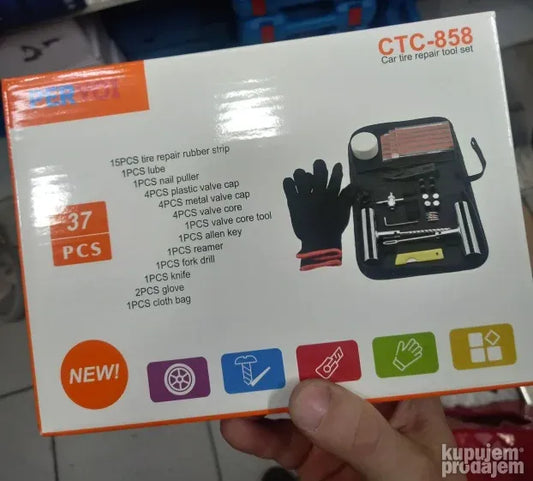 CTC-858
Car tire repair tool set
15PCS tire repair rubber strip
1PCS lube
1PCS nail puller
4PCS plastic valve cap
4PCS metal valve cap
4PCS valve core
1PCS valve core tool
1PCS allen key
1PCS reamer
1PCS fork drill
1PCS knife
2PCS glove
1PCS cloth bag
37
PCS
NEW!
kupujem
prodajem